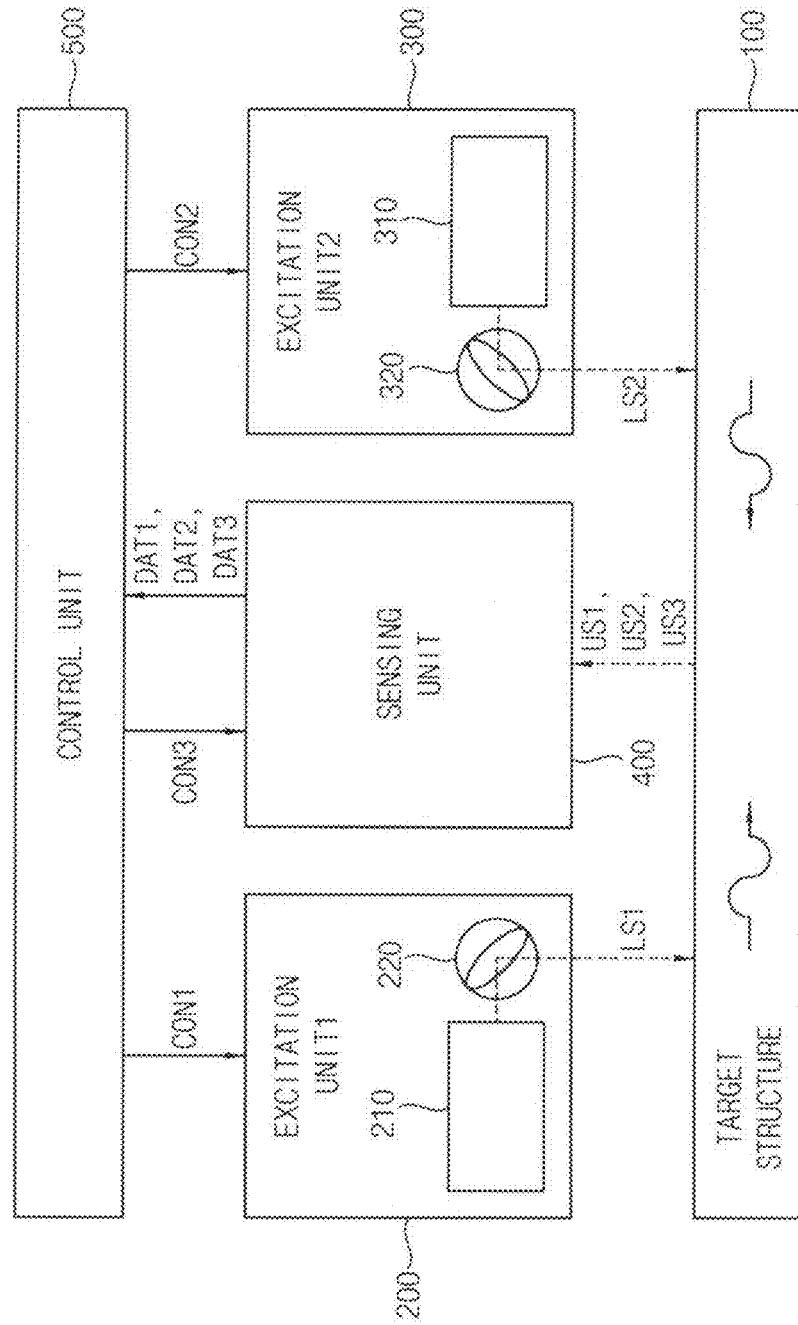 500
CONTROL UNIT
CON1
CON3
DAT1,
DAT2,
DAT3
CON2
200
EXCITATION
UNIT1
210
220
SENSING
UNIT
400
EXCITATION
UNIT2
300
320
310
LS1
US1,
US2,
US3
LS2
TARGET
STRUCTURE
100